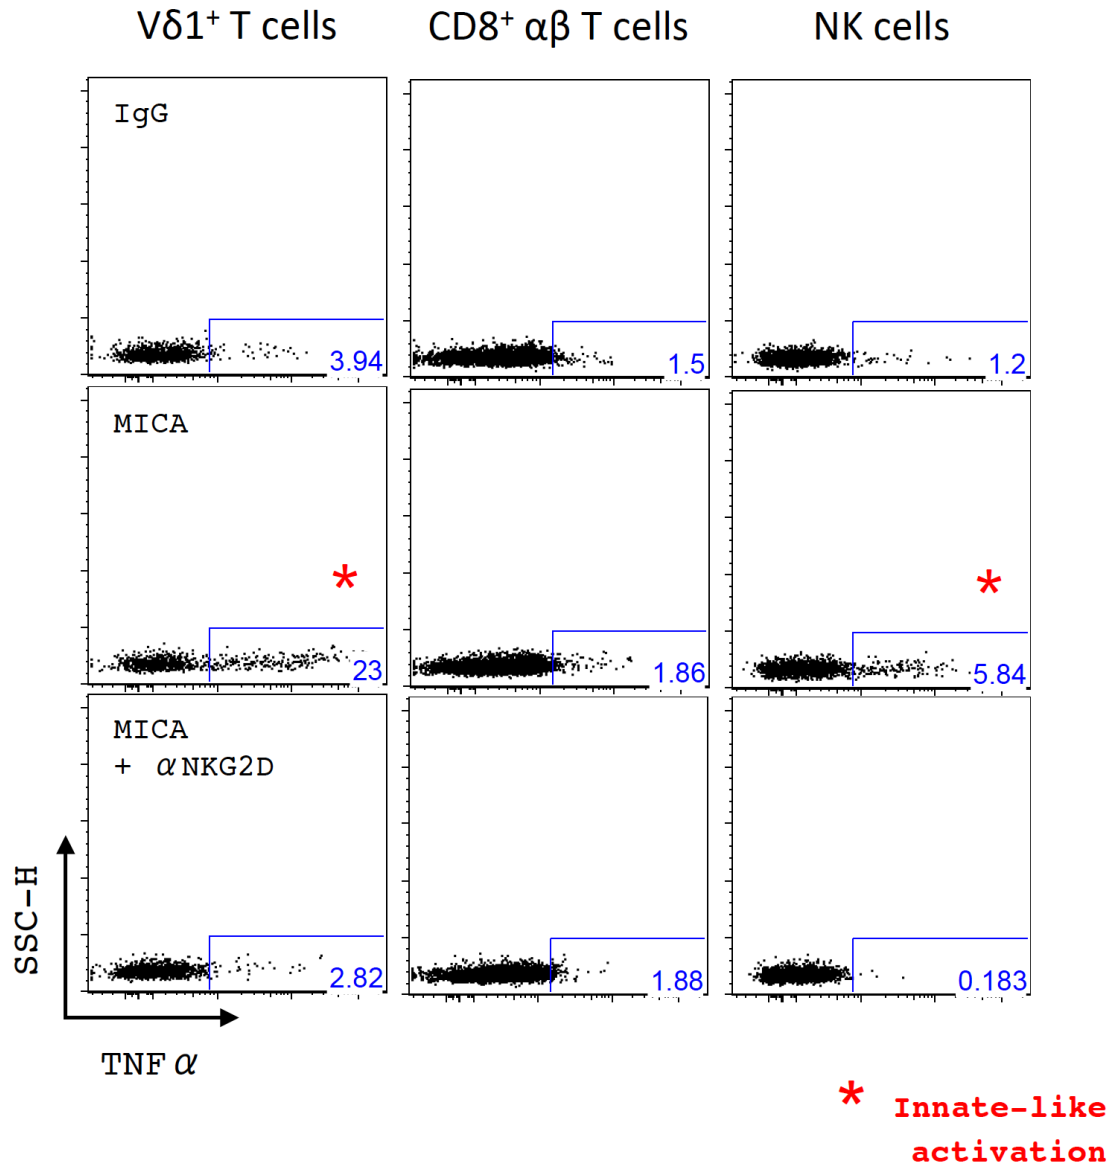 Vδ1⁺ T cells
CD8⁺ αβ T cells
NK cells
IgG
3.94
1.5
1.2
MICA
*
*
23
1.86
5.84
MICA
+ αNKG2D
2.82
1.88
0.183
SSC-H
TNFα
* Innate-like
activation